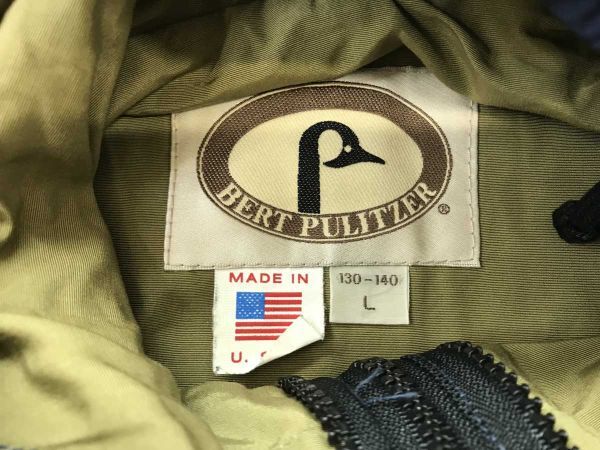 BERT PULITZER ®
MADE IN
U. S
130-140
L